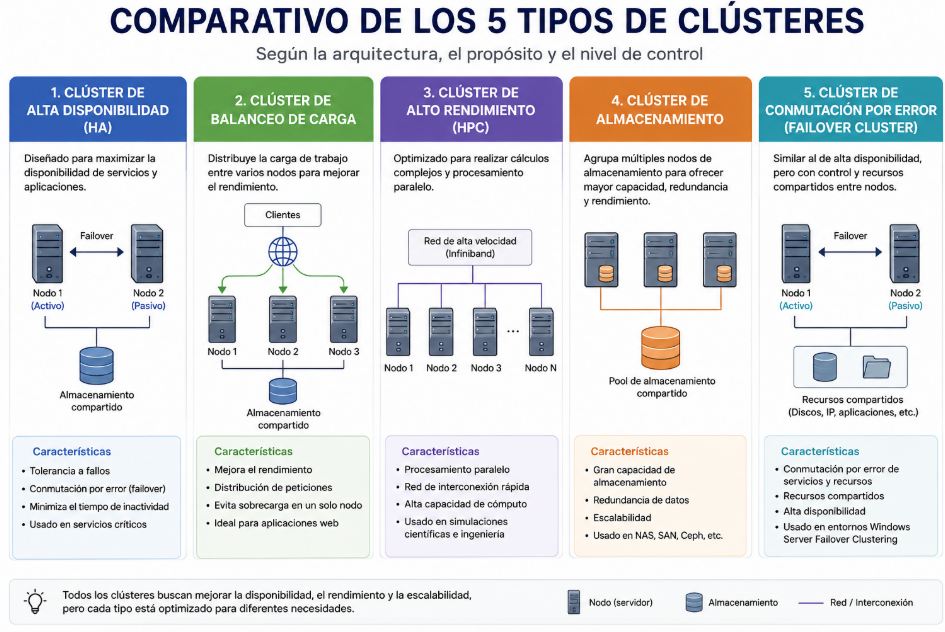 COMPARATIVO DE LOS 5 TIPOS DE CLÚSTERES
Según la arquitectura, el propósito y el nivel de control
1. CLÚSTER DE
ALTA DISPONIBILIDAD
(HA)
Diseñado para maximizar la
disponibilidad de servicios y
aplicaciones.
Failover
Nodo 1
(Activo)
Nodo 2
(Pasivo)
Almacenamiento
compartido
Características
• Tolerancia a fallos
• Conmutación por error (failover)
• Minimiza el tiempo de inactividad
• Usado en servicios críticos
2. CLÚSTER DE
BALANCEO DE CARGA
Distribuye la carga de trabajo
entre varios nodos para mejorar
el rendimiento.
Clientes
Nodo 1
Nodo 2
Nodo 3
Almacenamiento
compartido
Características
• Mejora el rendimiento
• Distribución de peticiones
• Evita sobrecarga en un solo nodo
• Ideal para aplicaciones web
3. CLÚSTER DE
ALTO RENDIMIENTO
(HPC)
Optimizado para realizar cálculos
complejos y procesamiento
paralelo.
Red de alta velocidad
(Infiniband)
...
Nodo 1
Nodo 2
Nodo 3
Nodo N
Características
• Procesamiento paralelo
• Red de interconexión rápida
• Alta capacidad de cómputo
• Usado en simulaciones
científicas e ingeniería
4. CLÚSTER DE
ALMACENAMIENTO
Agrupa múltiples nodos de
almacenamiento para ofrecer
mayor capacidad, redundancia
y rendimiento.
Pool de almacenamiento
compartido
Características
• Gran capacidad de
almacenamiento
• Redundancia de datos
• Escalabilidad
• Usado en NAS, SAN, Ceph, etc.
5. CLÚSTER DE
CONMUTACIÓN POR ERROR
(FAILOVER CLUSTER)
Similar al de alta disponibilidad,
pero con control y recursos
compartidos entre nodos.
Failover
Nodo 1
(Activo)
Nodo 2
(Pasivo)
Recursos compartidos
(Discos, IP, aplicaciones, etc.)
Características
• Conmutación por error de
servicios y recursos
• Recursos compartidos
• Alta disponibilidad
• Usado en entornos Windows
Server Failover Clustering
Todos los clústeres buscan mejorar la disponibilidad, el rendimiento y la escalabilidad,
pero cada tipo está optimizado para diferentes necesidades.
Nodo (servidor)
Almacenamiento
Red / Interconexión